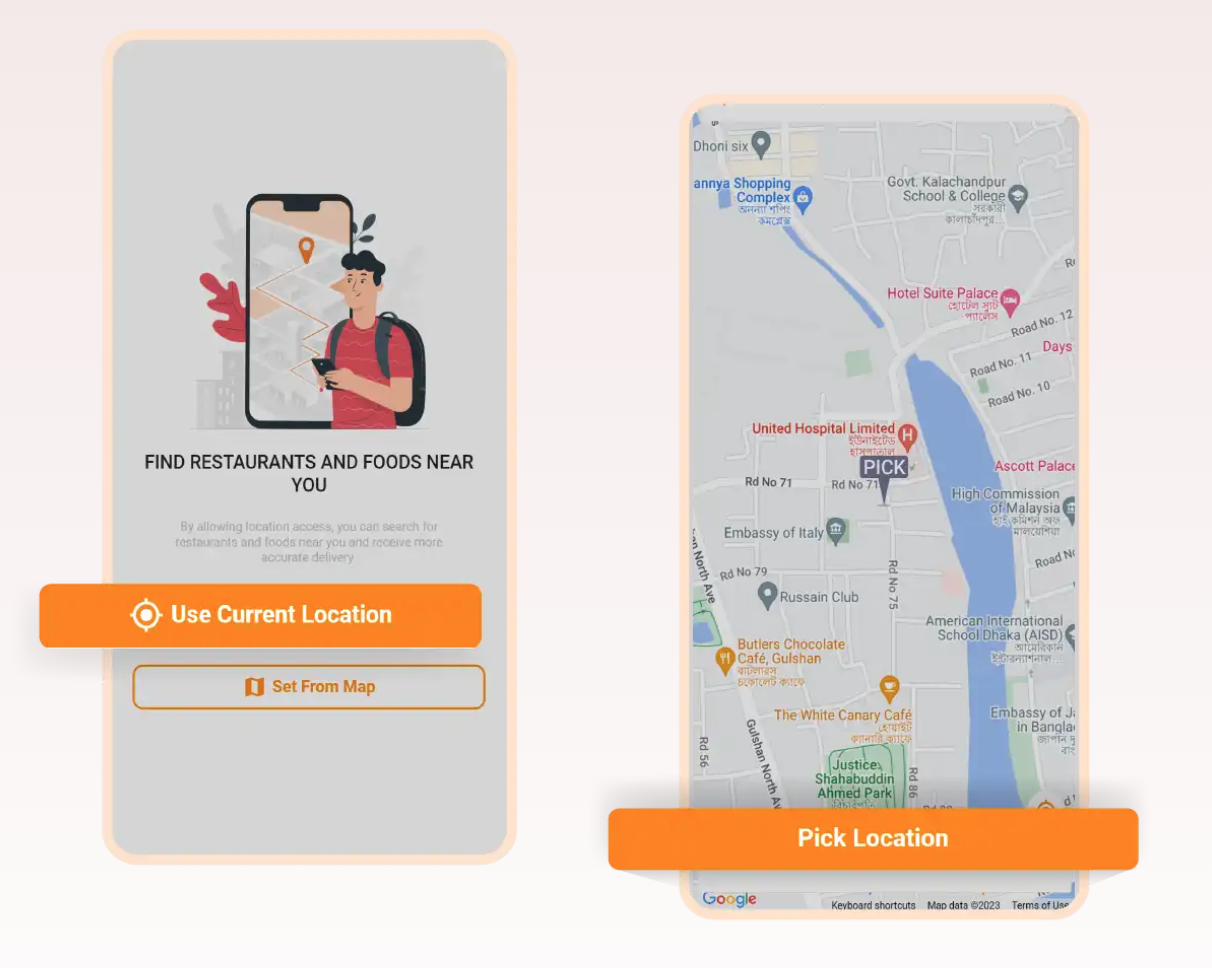 FIND RESTAURANTS AND FOODS NEAR
YOU
By allowing location access, you can search for
restaurants and foods near you and receive more
accurate delivery
Use Current Location
Set From Map
Dhoni six
annya Shopping
Complex
অনন্যা শপিং
কমপ্লেক্স
Govt. Kalachandpur
School & College
সরকারী
কালাচাঁদপুর...
Hotel Suite Palace
হোটেল স্যুট
প্যালেস
Road No. 12
Days
Road No. 11
Road No. 10
United Hospital Limited
ইউনাইটেড
হাসপাতাল
PICK
Ascott Palace
Rd No 71
Rd No 71
High Commission
of Malaysia
হাই কমিশন অফ
মালয়েশিয়া
Embassy of Italy
Road No
Rd No 79
Rd No 75
Russain Club
North Ave
American International
School Dhaka (AISD)
আমেরিকান
ইন্টারন্যাশনাল...
Butlers Chocolate
Café, Gulshan
বাটলারস
চকোলেট ক্যাফে
The White Canary Café
হোয়াইট
ক্যানারি ক্যাফে
Embassy of Ja
in Bangla
জাপান দূ
Rd 56
Gulshan North Av
Justice
Shahabuddin
Ahmed Park
বিচারপতি
Rd 86
Pick Location
Google
Keyboard shortcuts
Map data ©2023
Terms of Use